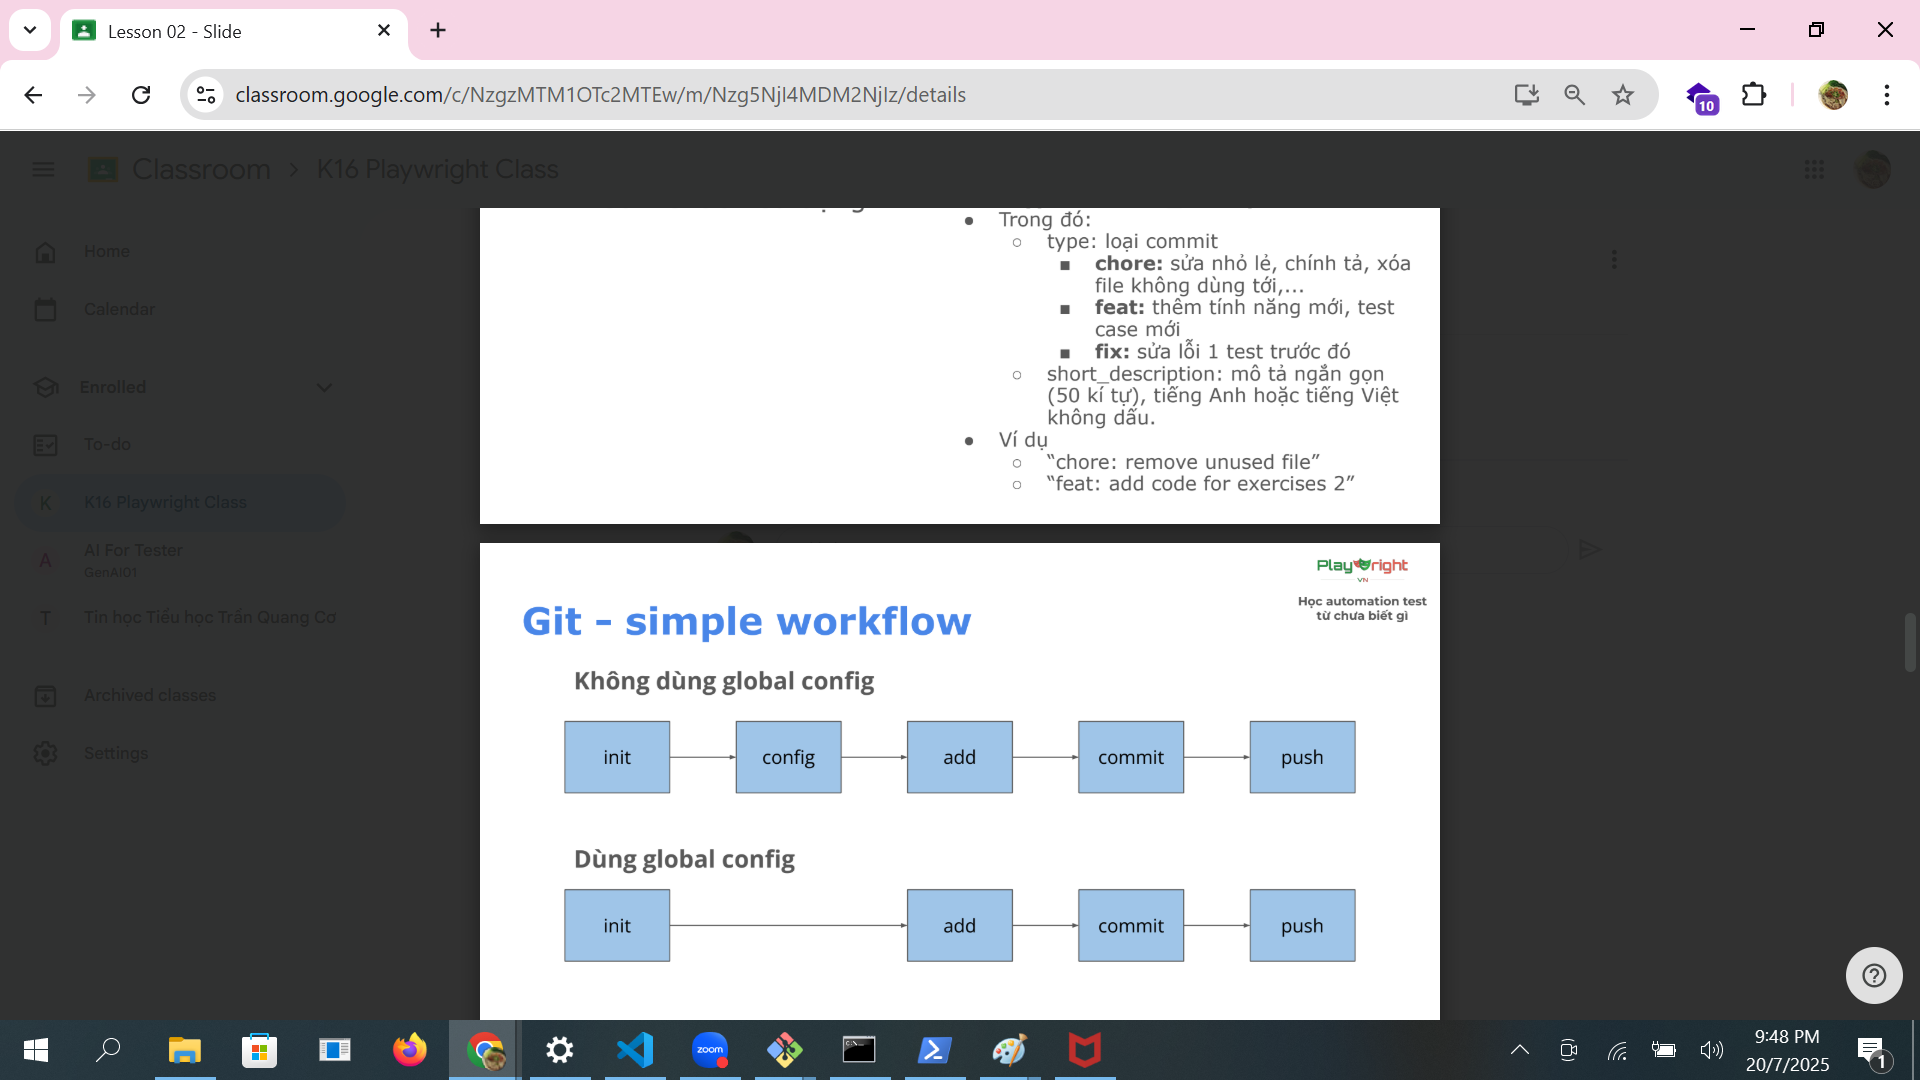 Lesson 02 - Slide
classroom.google.com/c/NzgzMTM1OTc2MTEw/m/Nzg5NjI4MDM2NjIz/details
10
Classroom > K16 Playwright Class
Home
Calendar
Enrolled
To-do
K
K16 Playwright Class
A
AI For Tester
GenAI01
T
Tin học Tiểu học Trần Quang Cơ
Archived classes
Settings
Trong đó:
type: loại commit
chore: sửa nhỏ lẻ, chính tả, xóa
file không dùng tới,...
feat: thêm tính năng mới, test
case mới
fix: sửa lỗi 1 test trước đó
short_description: mô tả ngắn gọn
(50 kí tự), tiếng Anh hoặc tiếng Việt
không dấu.
Ví dụ
“chore: remove unused file”
“feat: add code for exercises 2”
Playwright
VN
Học automation test
từ chưa biết gì
Git - simple workflow
Không dùng global config
init config add commit push
Dùng global config
init add commit push
zoom
9:48 PM
20/7/2025
1